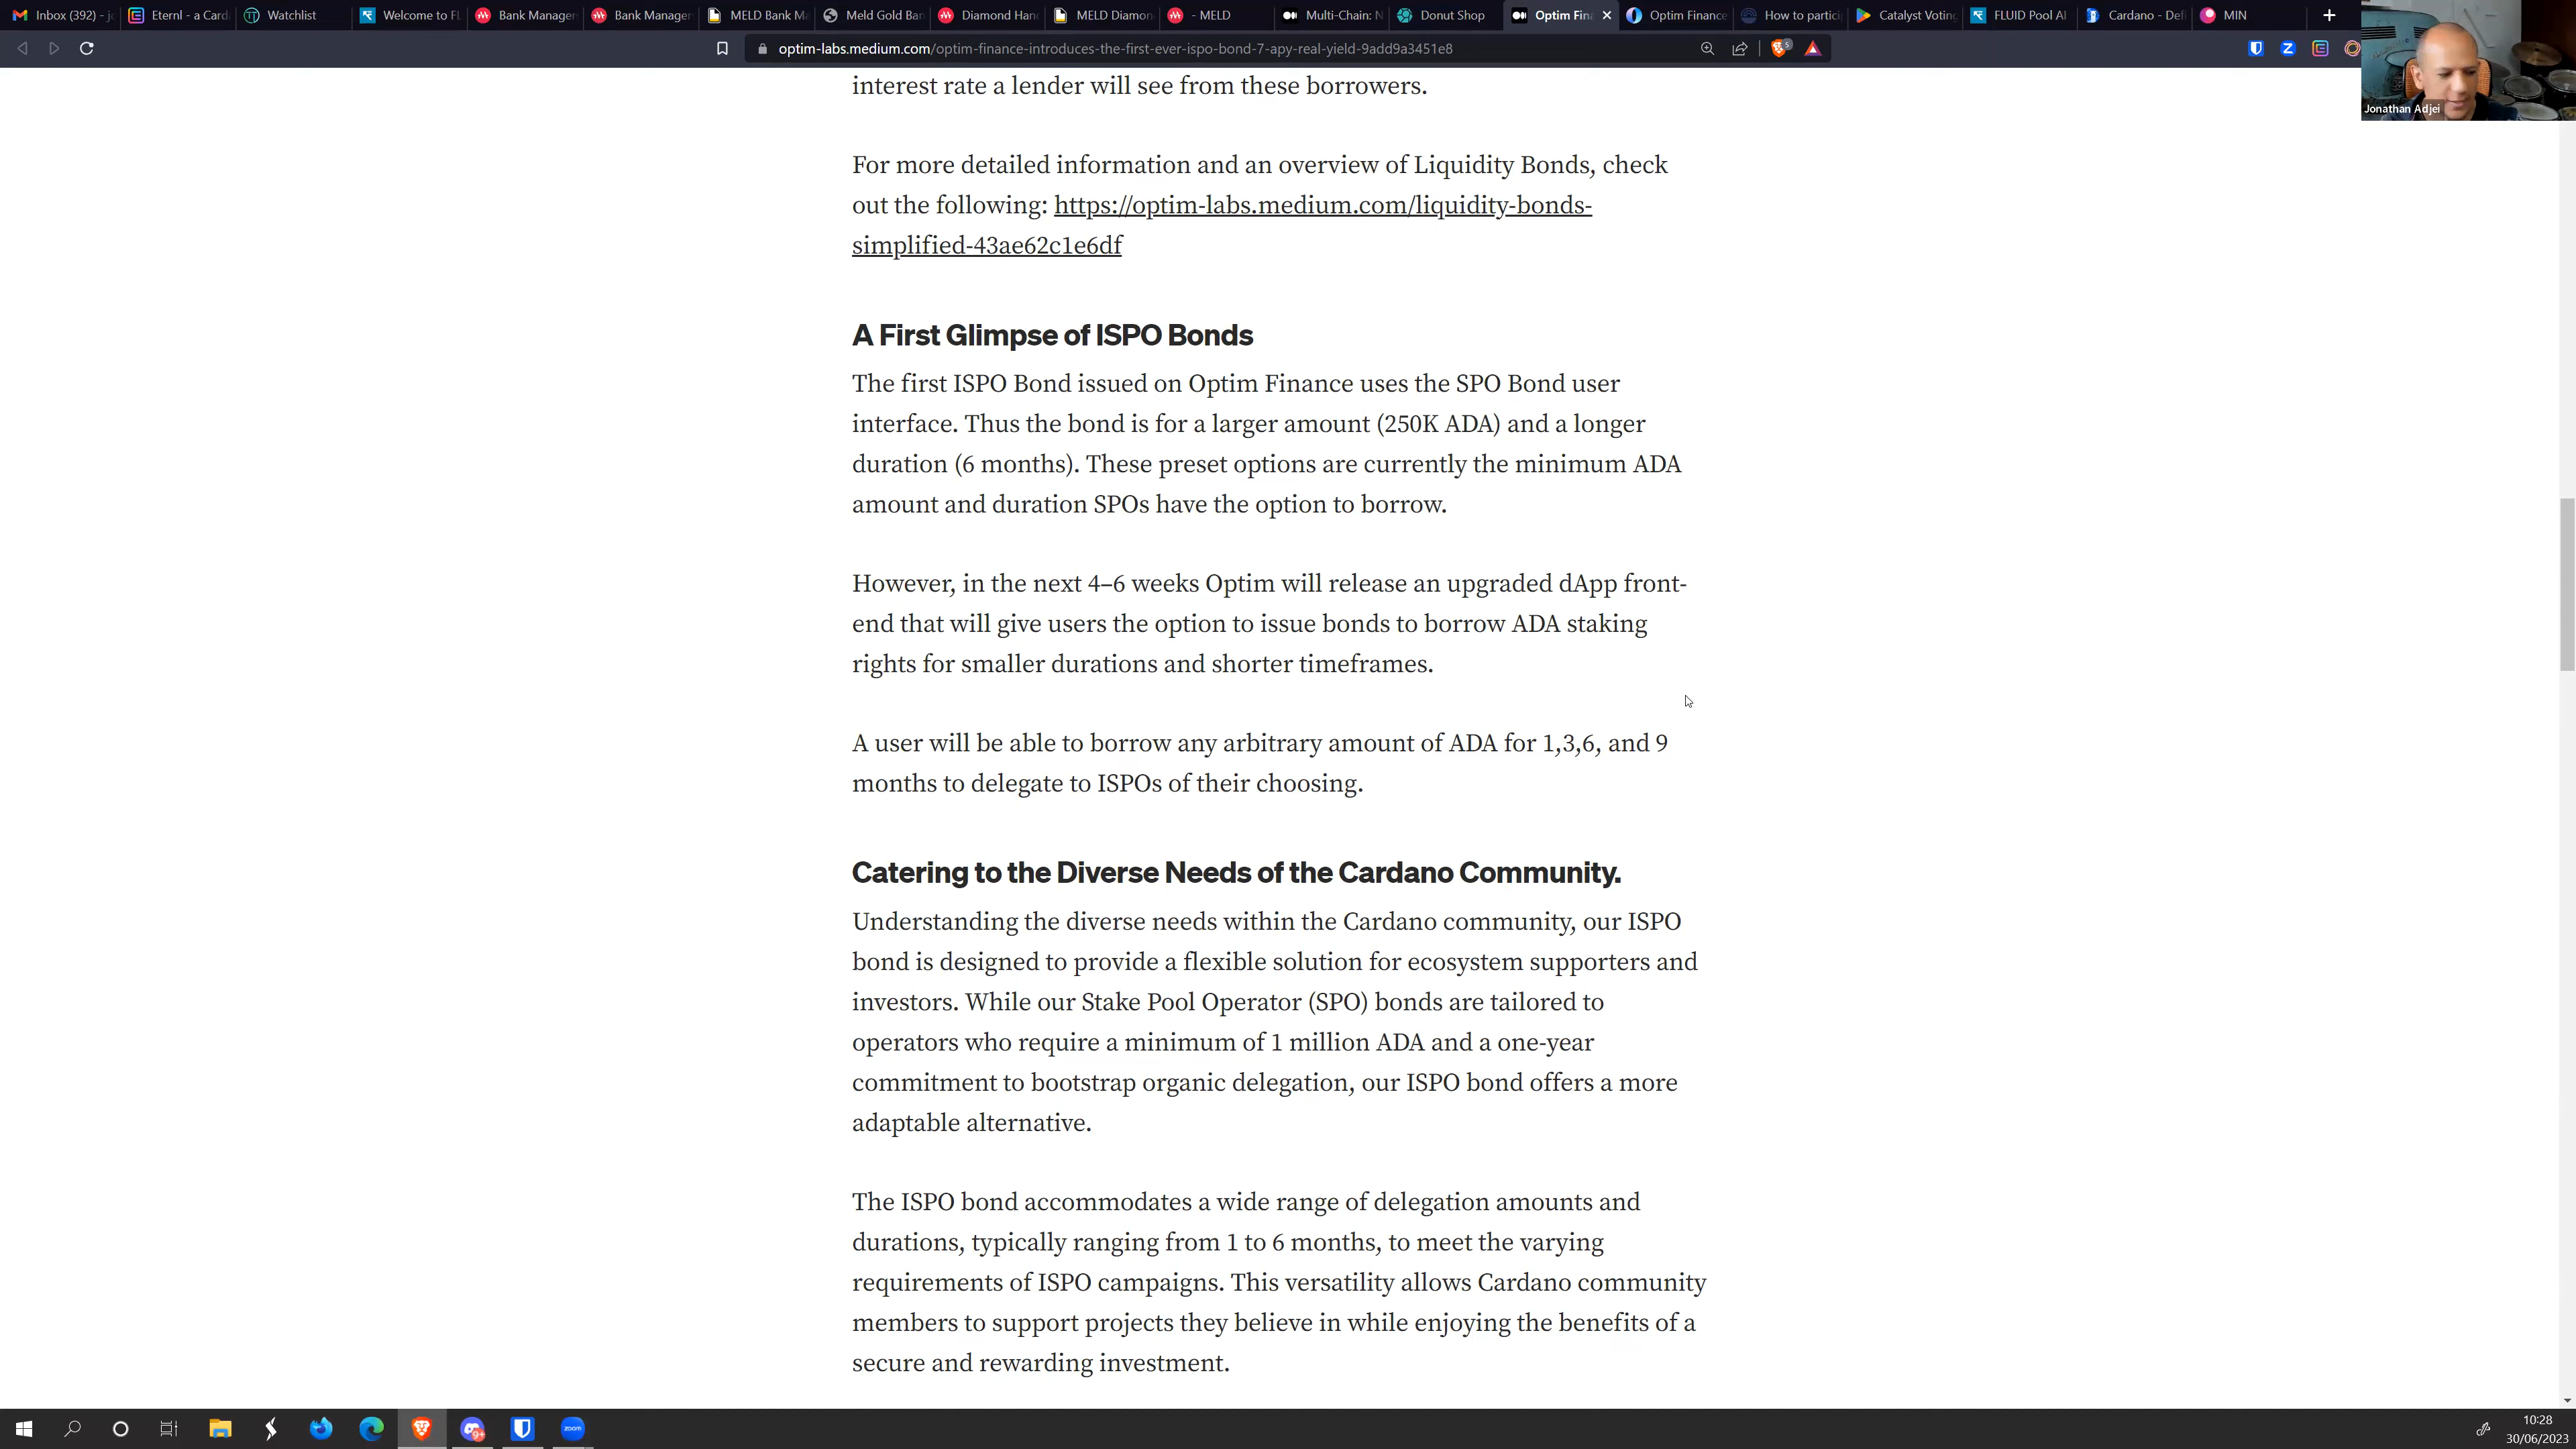 Inbox (392) - j
Eternl - a Card
Watchlist
Welcome to FL
Bank Manager
Bank Manager
MELD Bank Ma
Meld Gold Ban
Diamond Hand
MELD Diamon
- MELD
Multi-Chain: N
Donut Shop
Optim Fin
Optim Finance
How to partici
Catalyst Voting
FLUID Pool AI
Cardano - Defi
MIN
optim-labs.medium.com/optim-finance-introduces-the-first-ever-ispo-bond-7-apy-real-yield-9add9a3451e8
5
Jonathan Adjei
interest rate a lender will see from these borrowers.
For more detailed information and an overview of Liquidity Bonds, check
out the following: https://optim-labs.medium.com/liquidity-bonds-
simplified-43ae62c1e6df
A First Glimpse of ISPO Bonds
The first ISPO Bond issued on Optim Finance uses the SPO Bond user
interface. Thus the bond is for a larger amount (250K ADA) and a longer
duration (6 months). These preset options are currently the minimum ADA
amount and duration SPOs have the option to borrow.
However, in the next 4–6 weeks Optim will release an upgraded dApp front-
end that will give users the option to issue bonds to borrow ADA staking
rights for smaller durations and shorter timeframes.
A user will be able to borrow any arbitrary amount of ADA for 1,3,6, and 9
months to delegate to ISPOs of their choosing.
Catering to the Diverse Needs of the Cardano Community.
Understanding the diverse needs within the Cardano community, our ISPO
bond is designed to provide a flexible solution for ecosystem supporters and
investors. While our Stake Pool Operator (SPO) bonds are tailored to
operators who require a minimum of 1 million ADA and a one-year
commitment to bootstrap organic delegation, our ISPO bond offers a more
adaptable alternative.
The ISPO bond accommodates a wide range of delegation amounts and
durations, typically ranging from 1 to 6 months, to meet the varying
requirements of ISPO campaigns. This versatility allows Cardano community
members to support projects they believe in while enjoying the benefits of a
secure and rewarding investment.
9+
zoom
10:28
30/06/2023